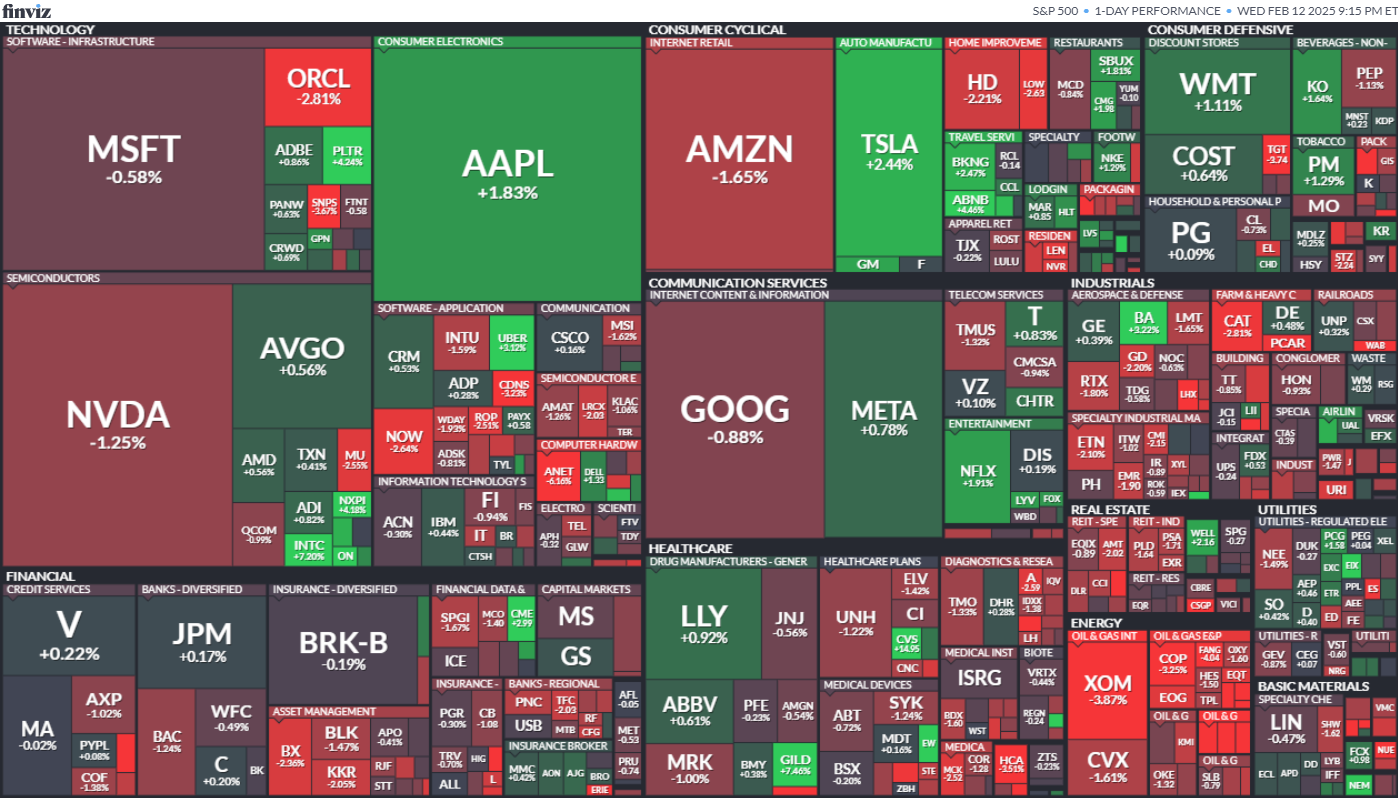 finviz
S&P 500 • 1-DAY PERFORMANCE • WED FEB 12 2025 9:15 PM ET
TECHNOLOGY
SOFTWARE - INFRASTRUCTURE
MSFT
-0.58%
ORCL
-2.81%
ADBE
+0.86%
PLTR
+4.24%
PANW
+0.63%
SNPS
-3.67%
FTNT
-0.58
CRWD
+0.69%
GPN
CONSUMER ELECTRONICS
AAPL
+1.83%
SEMICONDUCTORS
NVDA
-1.25%
AVGO
+0.56%
AMD
+0.56%
TXN
+0.41%
MU
-2.55%
QCOM
-0.99%
ADI
+0.82%
NXPI
+4.18%
INTC
+7.20%
ON
SOFTWARE - APPLICATION
CRM
+0.53%
INTU
-1.59%
UBER
+3.12%
ADP
+0.28%
CDNS
-3.23%
NOW
-2.64%
WDAY
-1.93%
ROP
-2.51%
PAYX
+0.58
ADSK
-0.81%
TYL
COMMUNICATION
CSCO
+0.16%
MSI
-1.62%
SEMICONDUCTOR E
AMAT
-1.26%
LRCX
-2.03
KLAC
-1.06%
TER
COMPUTER HARDW
ANET
-6.16%
DELL
+1.33
INFORMATION TECHNOLOGY S
ACN
-0.30%
IBM
+0.44%
FI
-0.94%
FIS
IT
BR
CTSH
ELECTRO
APH
-0.32
TEL
GLW
SCIENTI
FTV
TDY
CONSUMER CYCLICAL
INTERNET RETAIL
AMZN
-1.65%
AUTO MANUFACTU
TSLA
+2.44%
GM
F
HOME IMPROVEME
HD
-2.21%
LOW
-2.63
RESTAURANTS
MCD
-0.84%
SBUX
+1.81%
CMG
+1.98
YUM
-0.10
TRAVEL SERVI
BKNG
+2.47%
RCL
-0.14
ABNB
+4.46%
CCL
SPECIALTY
FOOTW
NKE
+1.29%
LODGIN
MAR
+0.85
HLT
PACKAGIN
APPAREL RET
TJX
-0.22%
ROST
LULU
RESIDEN
LEN
NVR
LVS
CONSUMER DEFENSIVE
DISCOUNT STORES
WMT
+1.11%
COST
+0.64%
TGT
-2.74
BEVERAGES - NON-
KO
+1.64%
PEP
-1.13%
MNST
+0.23
KDP
TOBACCO
PM
+1.29%
MO
PACK
GIS
K
HOUSEHOLD & PERSONAL P
PG
+0.09%
CL
-0.73%
EL
CHD
MDLZ
+0.25%
HSY
STZ
-2.24
KR
SYY
COMMUNICATION SERVICES
INTERNET CONTENT & INFORMATION
GOOG
-0.88%
META
+0.78%
TELECOM SERVICES
TMUS
-1.32%
T
+0.83%
VZ
+0.10%
CMCSA
-0.94%
CHTR
ENTERTAINMENT
NFLX
+1.91%
DIS
+0.19%
LYV
FOX
WBD
INDUSTRIALS
AEROSPACE & DEFENSE
GE
+0.39%
BA
+3.22%
LMT
-1.65%
RTX
-1.80%
GD
-2.20%
NOC
-0.63%
TDG
-0.58%
LHX
FARM & HEAVY C
CAT
-2.81%
DE
+0.48%
PCAR
RAILROADS
UNP
+0.32%
CSX
WAB
BUILDING
TT
-0.85%
JCI
-0.15
LII
CONGLOMER
HON
-0.93%
WASTE
WM
+0.29
RSG
SPECIALTY INDUSTRIAL MA
ETN
-2.10%
ITW
-1.02
CMI
-2.15
PH
EMR
-1.90
IR
-0.89
XYL
ROK
-0.59
IEX
INTEGRAT
UPS
-0.24
FDX
+0.53
SPECIA
CTAS
-0.39
AIRLIN
UAL
VRSK
EFX
INDUST
PWR
-1.47
J
URI
FINANCIAL
CREDIT SERVICES
V
+0.22%
MA
-0.02%
AXP
-1.02%
PYPL
+0.08%
COF
-1.38%
BANKS - DIVERSIFIED
JPM
+0.17%
BAC
-1.24%
WFC
-0.49%
C
+0.20%
BK
INSURANCE - DIVERSIFIED
BRK-B
-0.19%
ASSET MANAGEMENT
BX
-2.36%
BLK
-1.47%
KKR
-2.05%
APO
-0.41%
RJF
STT
FINANCIAL DATA &
SPGI
-1.67%
MCO
-1.40
CME
+2.99
ICE
CAPITAL MARKETS
MS
GS
INSURANCE -
PGR
-0.30%
CB
-1.08
TRV
-0.70%
HIG
ALL
L
BANKS - REGIONAL
PNC
TFC
-2.03
USB
MTB
RF
CFG
AFL
-0.05
MET
-0.53
PRU
-0.74
INSURANCE BROKER
MMC
+0.42%
AON
AJG
BRO
ERIE
HEALTHCARE
DRUG MANUFACTURERS - GENER
LLY
+0.92%
JNJ
-0.56%
ABBV
+0.61%
PFE
-0.23%
AMGN
-0.54%
MRK
-1.00%
BMY
+0.38%
GILD
+7.46%
HEALTHCARE PLANS
UNH
-1.22%
ELV
-1.42%
CI
CVS
+14.95
CNC
MEDICAL DEVICES
ABT
-0.72%
SYK
-1.24%
MDT
+0.16%
EW
BSX
-0.20%
STE
ZBH
DIAGNOSTICS & RESEA
TMO
-1.33%
DHR
+0.28%
A
-2.59
IQV
IDXX
-1.38
LH
MEDICAL INST
ISRG
BDX
-1.60
WST
BIOTE
VRTX
-0.44%
REGN
-0.24
MEDICA
MCK
-2.52
COR
-1.28
HCA
-3.51%
ZTS
-0.23%
REAL ESTATE
REIT - SPE
EQIX
-0.89
AMT
-2.02
DLR
CCI
REIT - IND
PLD
-1.64
PSA
-1.71
EXR
WELL
+2.16
SPG
-0.27
REIT - RES
EQR
CBRE
CSGP
VICI
UTILITIES
UTILITIES - REGULATED ELE
NEE
-1.49%
DUK
-0.27
PCG
+1.58
PEG
+0.04
XEL
EXC
EIX
SO
+0.42%
AEP
+0.46
ETR
PPL
ES
D
+0.40
AEE
ED
FE
UTILITIES - R
GEV
-0.87%
CEG
+0.07
VST
-0.60
NRG
UTILITI
ENERGY
OIL & GAS INT
XOM
-3.87%
CVX
-1.61%
OIL & GAS E&P
COP
-3.25%
FANG
-4.04
OXY
-1.60
EOG
HES
-1.50
EQT
TPL
OIL & G
KMI
OKE
-1.32
OIL & G
OIL & G
SLB
-0.79
BASIC MATERIALS
SPECIALTY CHE
LIN
-0.47%
SHW
-1.62
ECL
APD
DD
LYB
IFF
VMC
FCX
+0.98
NUE
NEM